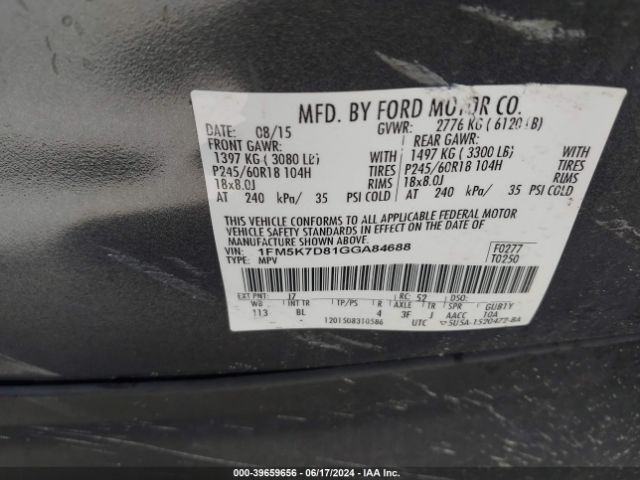 MFD. BY FORD MOTOR CO.
DATE: 08/15 GVWR: 2776 KG ( 6120 LB)
FRONT GAWR: REAR GAWR:
1397 KG ( 3080 LB) WITH 1497 KG ( 3300 LB) WITH
P245/60R18 104H TIRES P245/60R18 104H TIRES
18x8.0J RIMS 18x8.0J RIMS
AT 240 kPa/ 35 PSI COLD AT 240 kPa/ 35 PSI COLD
THIS VEHICLE CONFORMS TO ALL APPLICABLE FEDERAL MOTOR
VEHICLE SAFETY AND BUMPER STANDARDS IN EFFECT ON THE DATE OF
MANUFACTURE SHOWN ABOVE.
VIN: 1FM5K7D81GGA84688 F0277
TYPE: MPV T0250
EXT PNT: J7 RC: 52 DSO:
WB INT TR TP/PS R AXLE TR SPR
113 BL 4 3F J AACC 10A
1201508310586 UTC
000-39659656 - 06/17/2024 - IAA Inc.